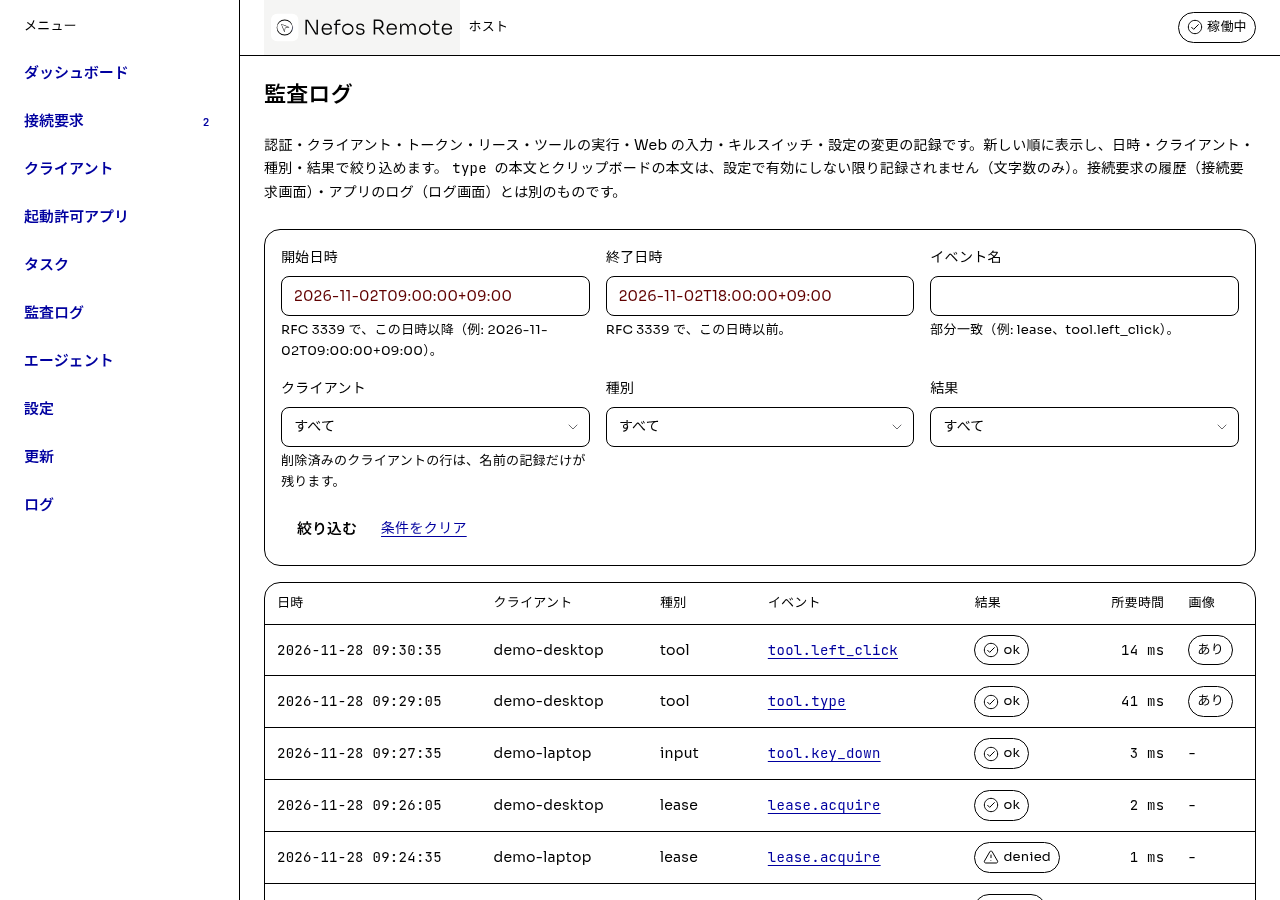 メニュー
ダッシュボード
接続要求 2
クライアント
起動許可アプリ
タスク
監査ログ
エージェント
設定
更新
ログ
Nefos Remote ホスト
稼働中
監査ログ
認証・クライアント・トークン・リース・ツールの実行・Web の入力・キルスイッチ・設定の変更の記録です。新しい順に表示し、日時・クライアント・
種別・結果で絞り込めます。 type の本文とクリップボードの本文は、設定で有効にしない限り記録されません（文字数のみ）。接続要求の履歴（接続要
求画面）・アプリのログ（ログ画面）とは別のものです。
開始日時 終了日時 イベント名
2026-11-02T09:00:00+09:00 2026-11-02T18:00:00+09:00
RFC 3339 で、この日時以降（例: 2026-11- RFC 3339 で、この日時以前。 部分一致（例: lease、tool.left_click）。
02T09:00:00+09:00）。
クライアント 種別 結果
すべて すべて すべて
削除済みのクライアントの行は、名前の記録だけが
残ります。
絞り込む 条件をクリア
日時 クライアント 種別 イベント 結果 所要時間 画像
2026-11-28 09:30:35 demo-desktop tool tool.left_click ok 14 ms あり
2026-11-28 09:29:05 demo-desktop tool tool.type ok 41 ms あり
2026-11-28 09:27:35 demo-laptop input tool.key_down ok 3 ms -
2026-11-28 09:26:05 demo-desktop lease lease.acquire ok 2 ms -
2026-11-28 09:24:35 demo-laptop lease lease.acquire denied 1 ms -